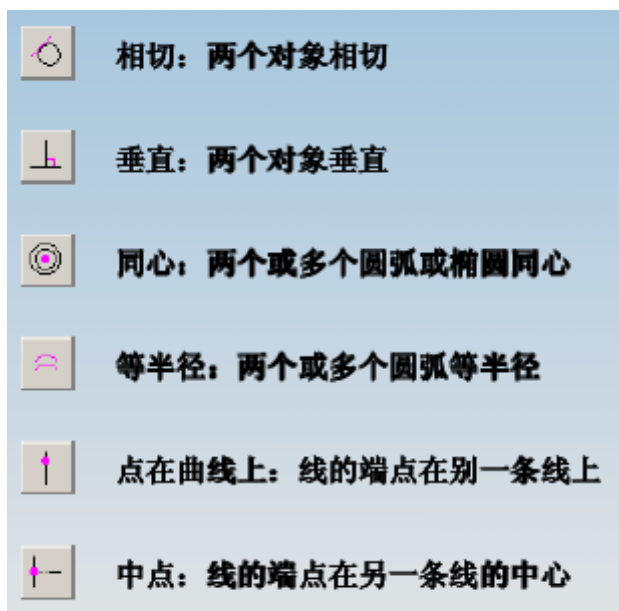 相切：两个对象相切
垂直：两个对象垂直
同心：两个或多个圆弧或椭圆同心
等半径：两个或多个圆弧等半径
点在曲线上：线的端点在别一条线上
中点：线的端点在另一条线的中心